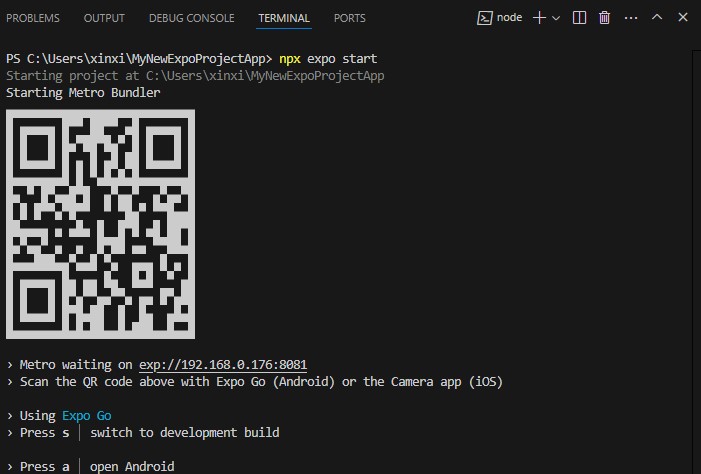 PROBLEMS OUTPUT DEBUG CONSOLE TERMINAL PORTS node
PS C:\Users\xinxi\MyNewExpoProjectApp> npx expo start
Starting project at C:\Users\xinxi\MyNewExpoProjectApp
Starting Metro Bundler
› Metro waiting on exp://192.168.0.176:8081
› Scan the QR code above with Expo Go (Android) or the Camera app (iOS)
› Using Expo Go
› Press s │ switch to development build
› Press a │ open Android